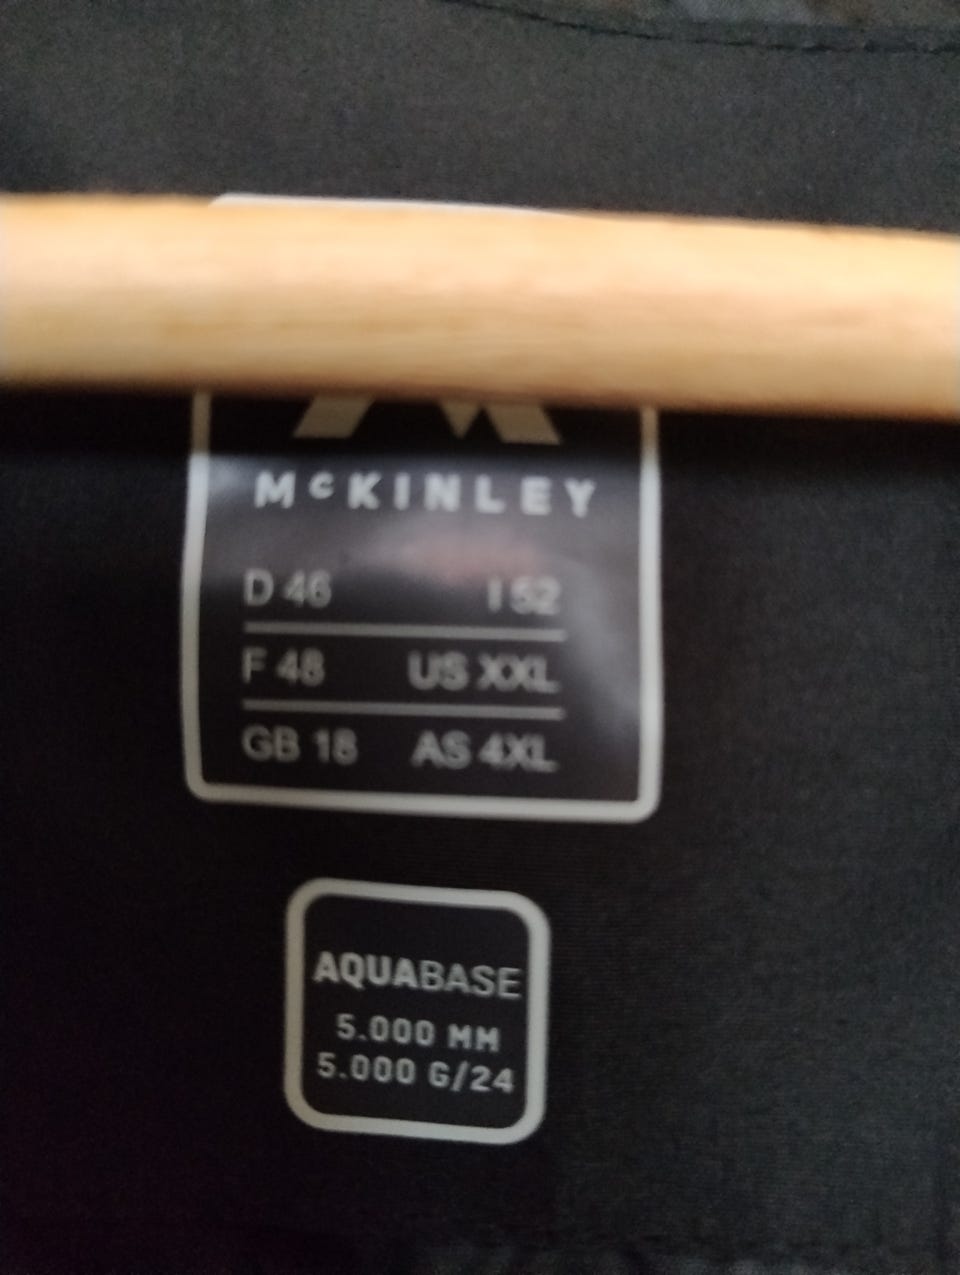 McKINLEY
D 46 I 52
F 48 US XXL
GB 18 AS 4XL
AQUABASE
5.000 MM
5.000 G/24